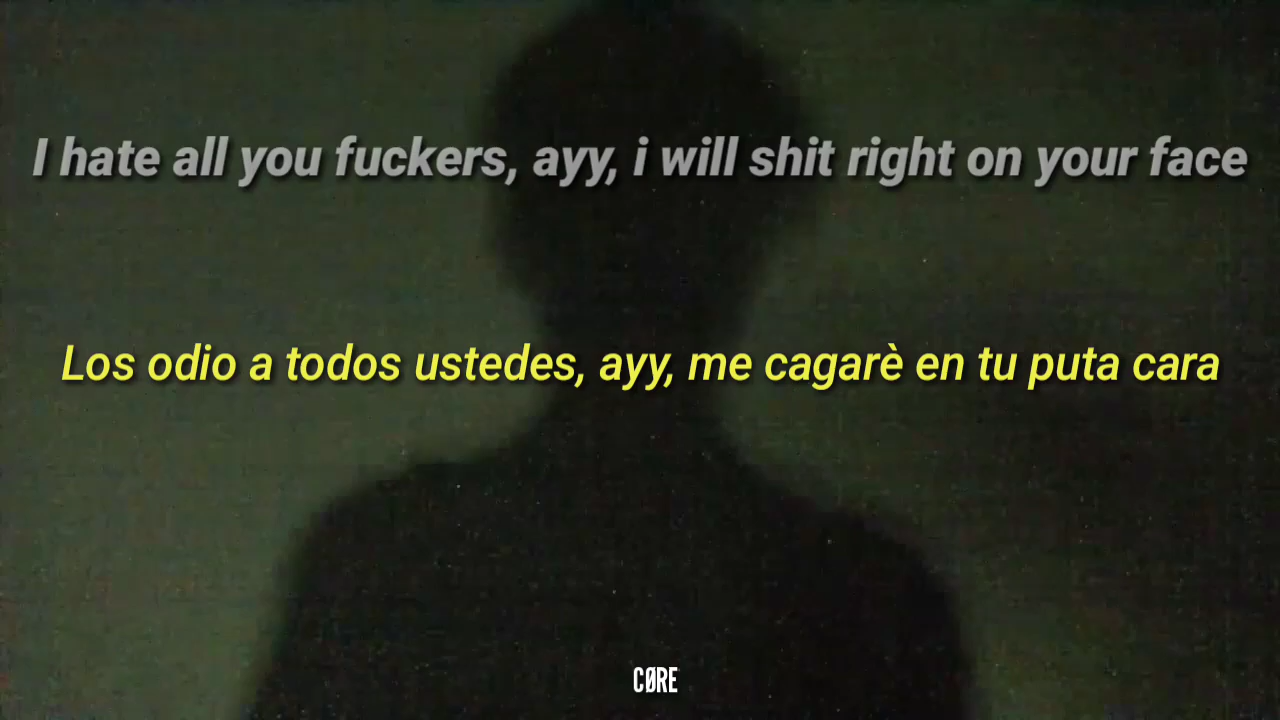 I hate all you fuckers, ayy, i will shit right on your face
Los odio a todos ustedes, ayy, me cagarè en tu puta cara
CØRE